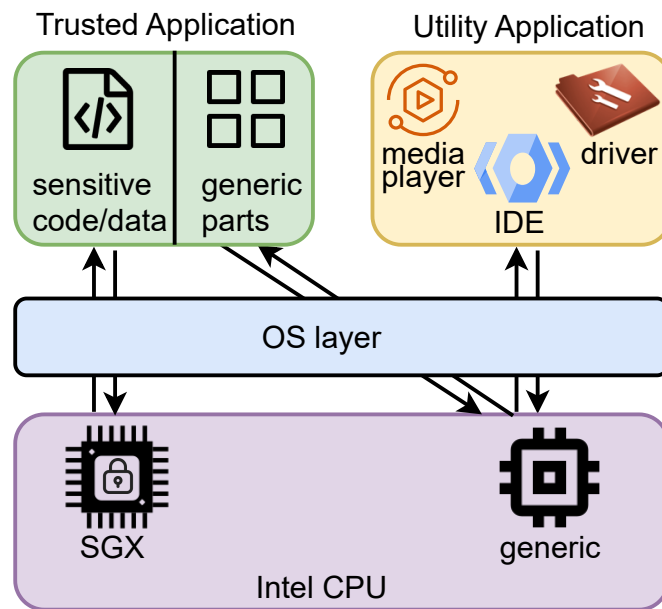 Trusted Application
Utility Application
</>
sensitive
code/data
generic
parts
media
player
driver
IDE
OS layer
SGX
generic
Intel CPU